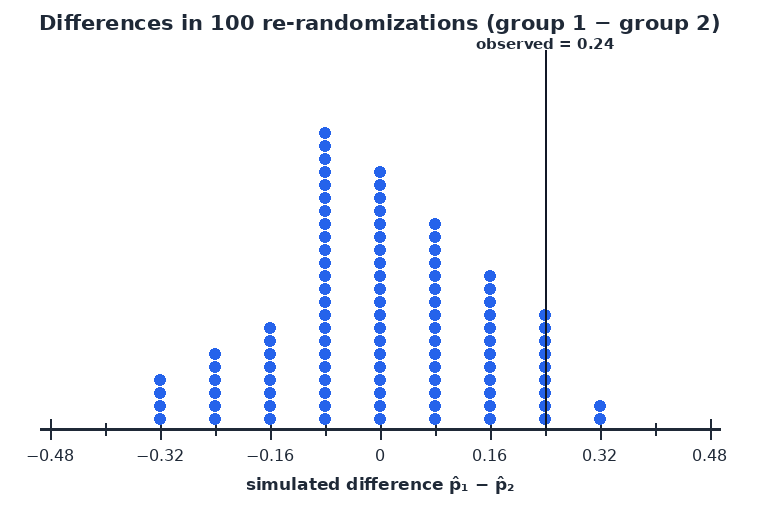 Differences in 100 re-randomizations (group 1 − group 2)
observed = 0.24
−0.48 −0.32 −0.16 0 0.16 0.32 0.48
simulated difference p̂₁ − p̂₂